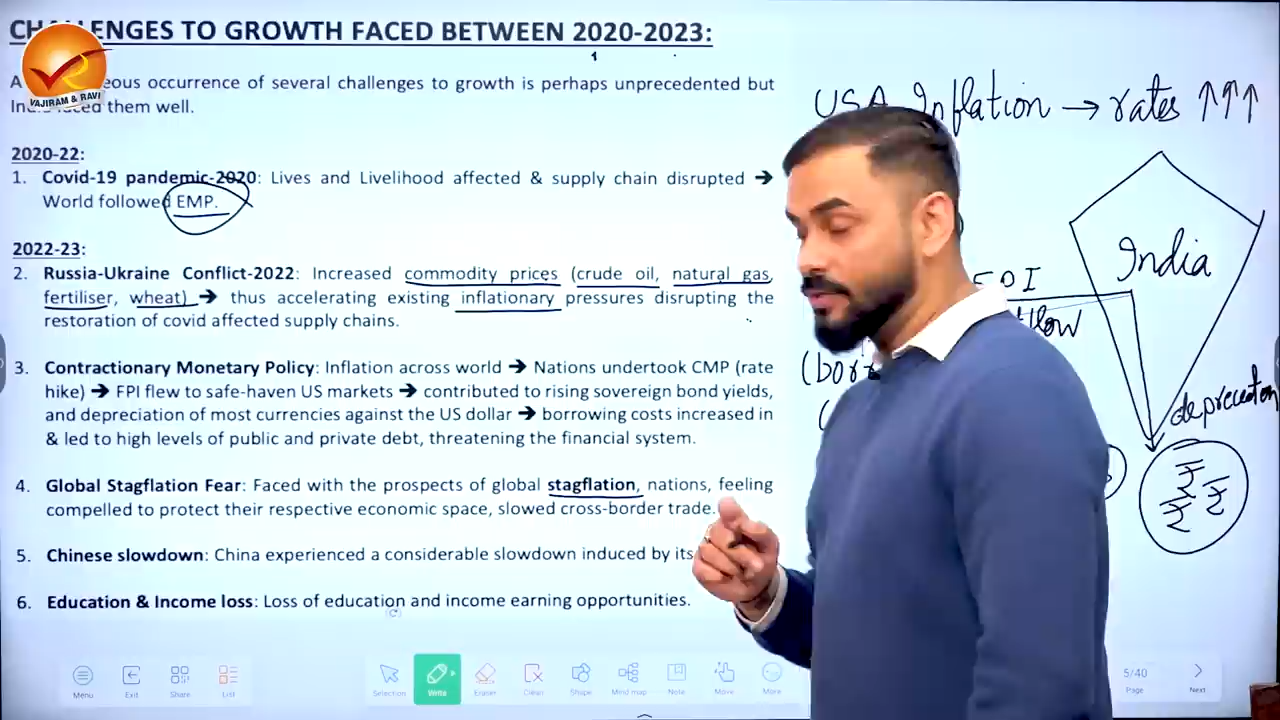 CHALLENGES TO GROWTH FACED BETWEEN 2020-2023:
VAJIRAM & RAVI
occurrence of several challenges to growth is perhaps unprecedented but
them well.
2020-22:
1. Covid-19 pandemic-2020: Lives and Livelihood affected & supply chain disrupted ➔
World followed EMP.
2022-23:
2. Russia-Ukraine Conflict-2022: Increased commodity prices (crude oil, natural gas,
fertiliser, wheat) ➔ thus accelerating existing inflationary pressures disrupting the
restoration of covid affected supply chains.
3. Contractionary Monetary Policy: Inflation across world ➔ Nations undertook CMP (rate
hike) ➔ FPI flew to safe-haven US markets ➔ contributed to rising sovereign bond yields,
and depreciation of most currencies against the US dollar ➔ borrowing costs increased in
& led to high levels of public and private debt, threatening the financial system.
4. Global Stagflation Fear: Faced with the prospects of global stagflation, nations, feeling
compelled to protect their respective economic space, slowed cross-border trade.
5. Chinese slowdown: China experienced a considerable slowdown induced by its
6. Education & Income loss: Loss of education and income earning opportunities.
USA Inflation → rates ↑↑↑
India
depreciation
₹
₹ ₹
Menu
Exit
Share
List
Selection
Write
Eraser
Clean
Shape
Mind map
Note
Move
More
5/40
Page
Next